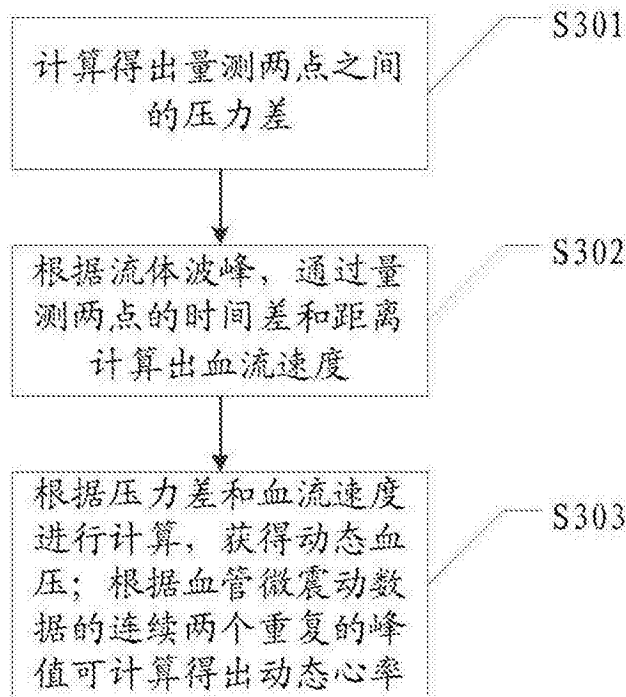 S301
计算得出量测两点之间
的压力差
S302
根据流体波峰，通过量
测两点的时间差和距离
计算出血流速度
S303
根据压力差和血流速度
进行计算，获得动态血
压；根据血管微震动数
据的连续两个重复的峰
值可计算得出动态心率